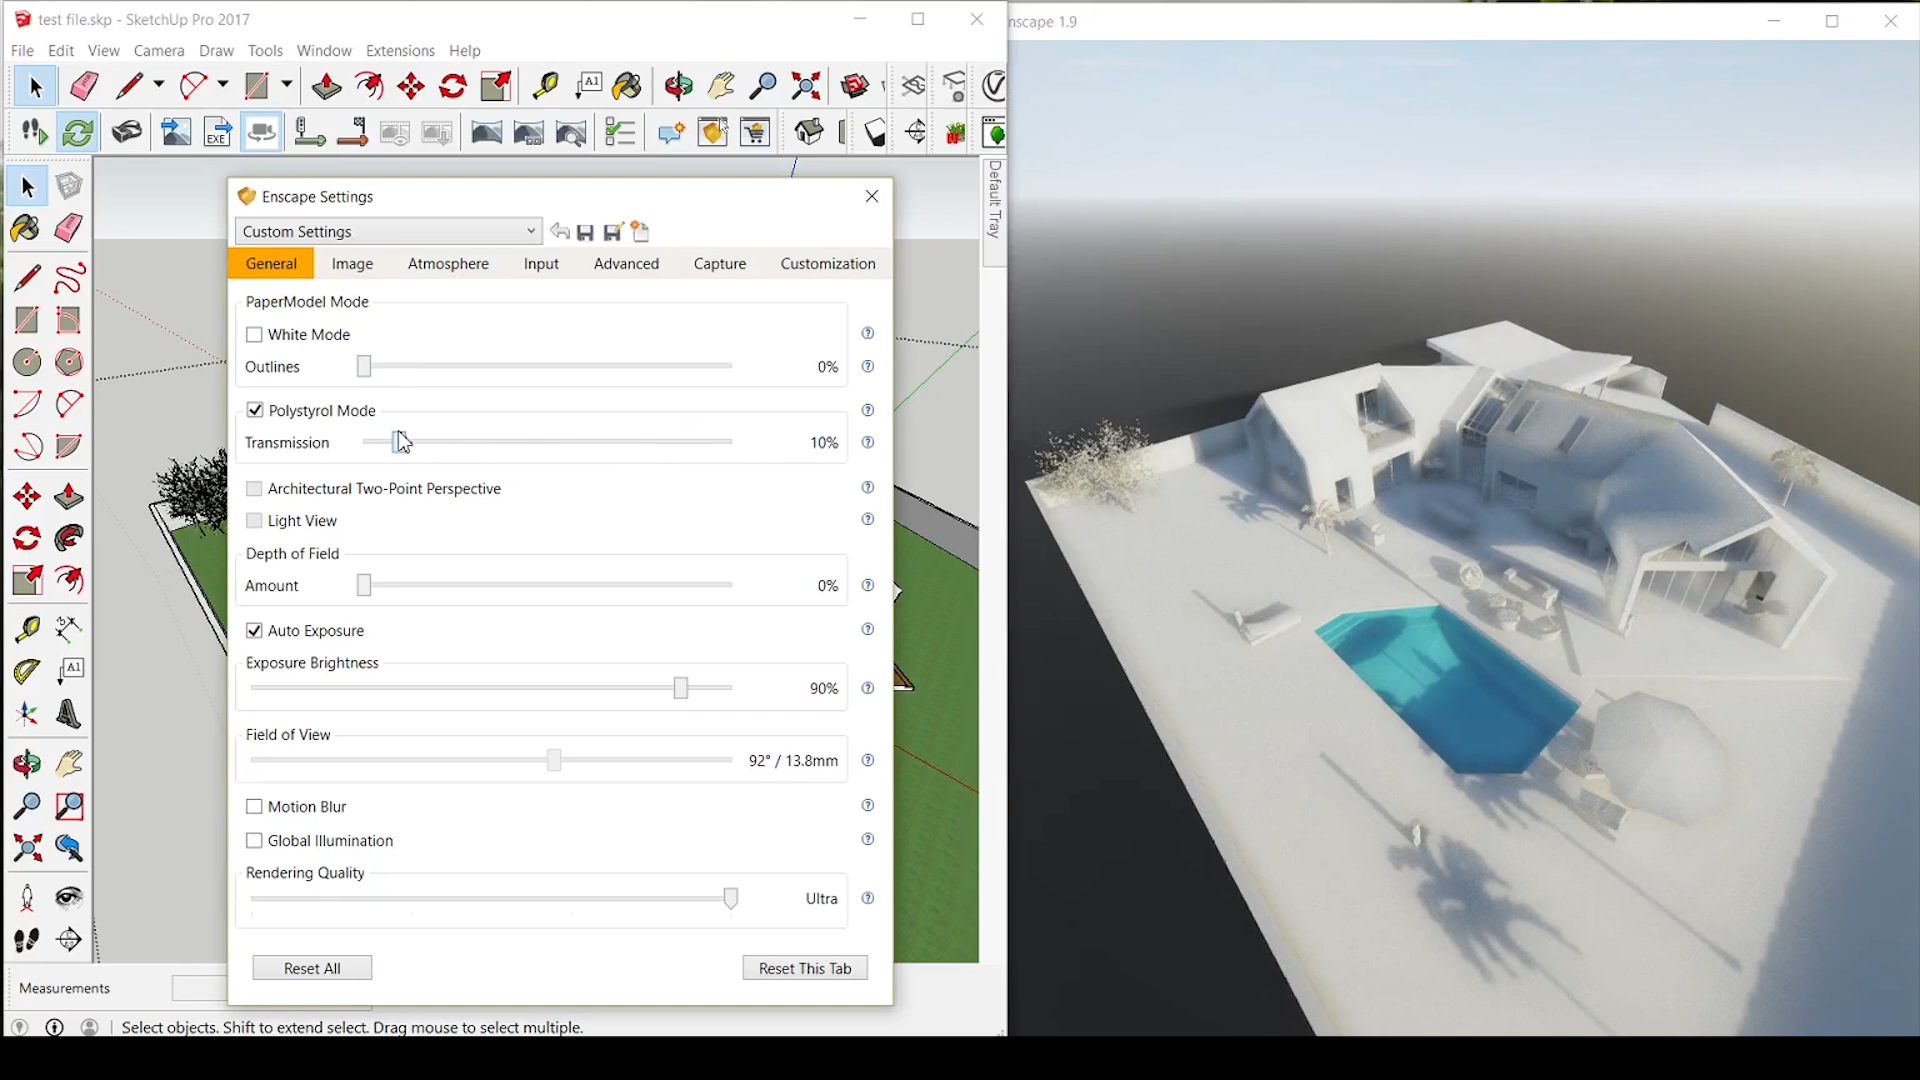 test file.skp - SketchUp Pro 2017
nscape 1.9
File Edit View Camera Draw Tools Window Extensions Help
A1
EXE
Default Tray
Enscape Settings
Custom Settings
General Image Atmosphere Input Advanced Capture Customization
PaperModel Mode
White Mode
Outlines 0%
Polystyrol Mode
Transmission 10%
Architectural Two-Point Perspective
Light View
Depth of Field
Amount 0%
Auto Exposure
Exposure Brightness
90%
A1
Field of View
92° / 13.8mm
Motion Blur
Global Illumination
Rendering Quality
Ultra
Reset All Reset This Tab
Measurements
Select objects. Shift to extend select. Drag mouse to select multiple.